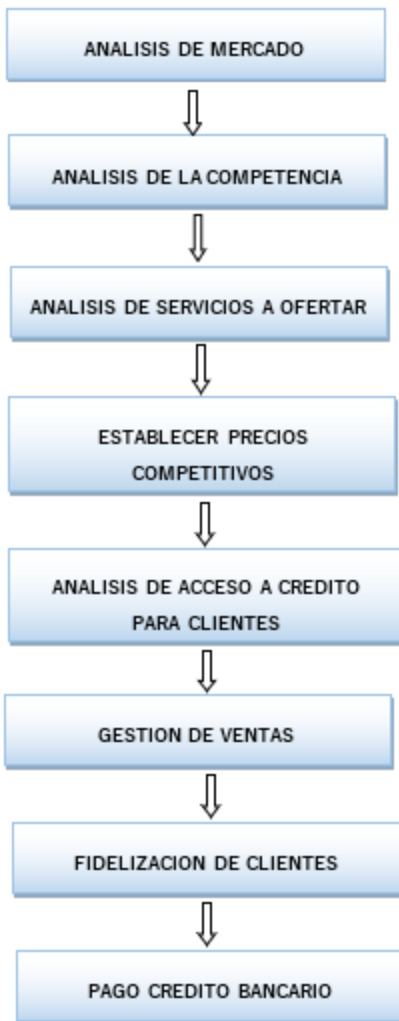 ANALISIS DE MERCADO
ANALISIS DE LA COMPETENCIA
ANALISIS DE SERVICIOS A OFERTAR
ESTABLECER PRECIOS
COMPETITIVOS
ANALISIS DE ACCESO A CREDITO
PARA CLIENTES
GESTION DE VENTAS
FIDELIZACION DE CLIENTES
PAGO CREDITO BANCARIO